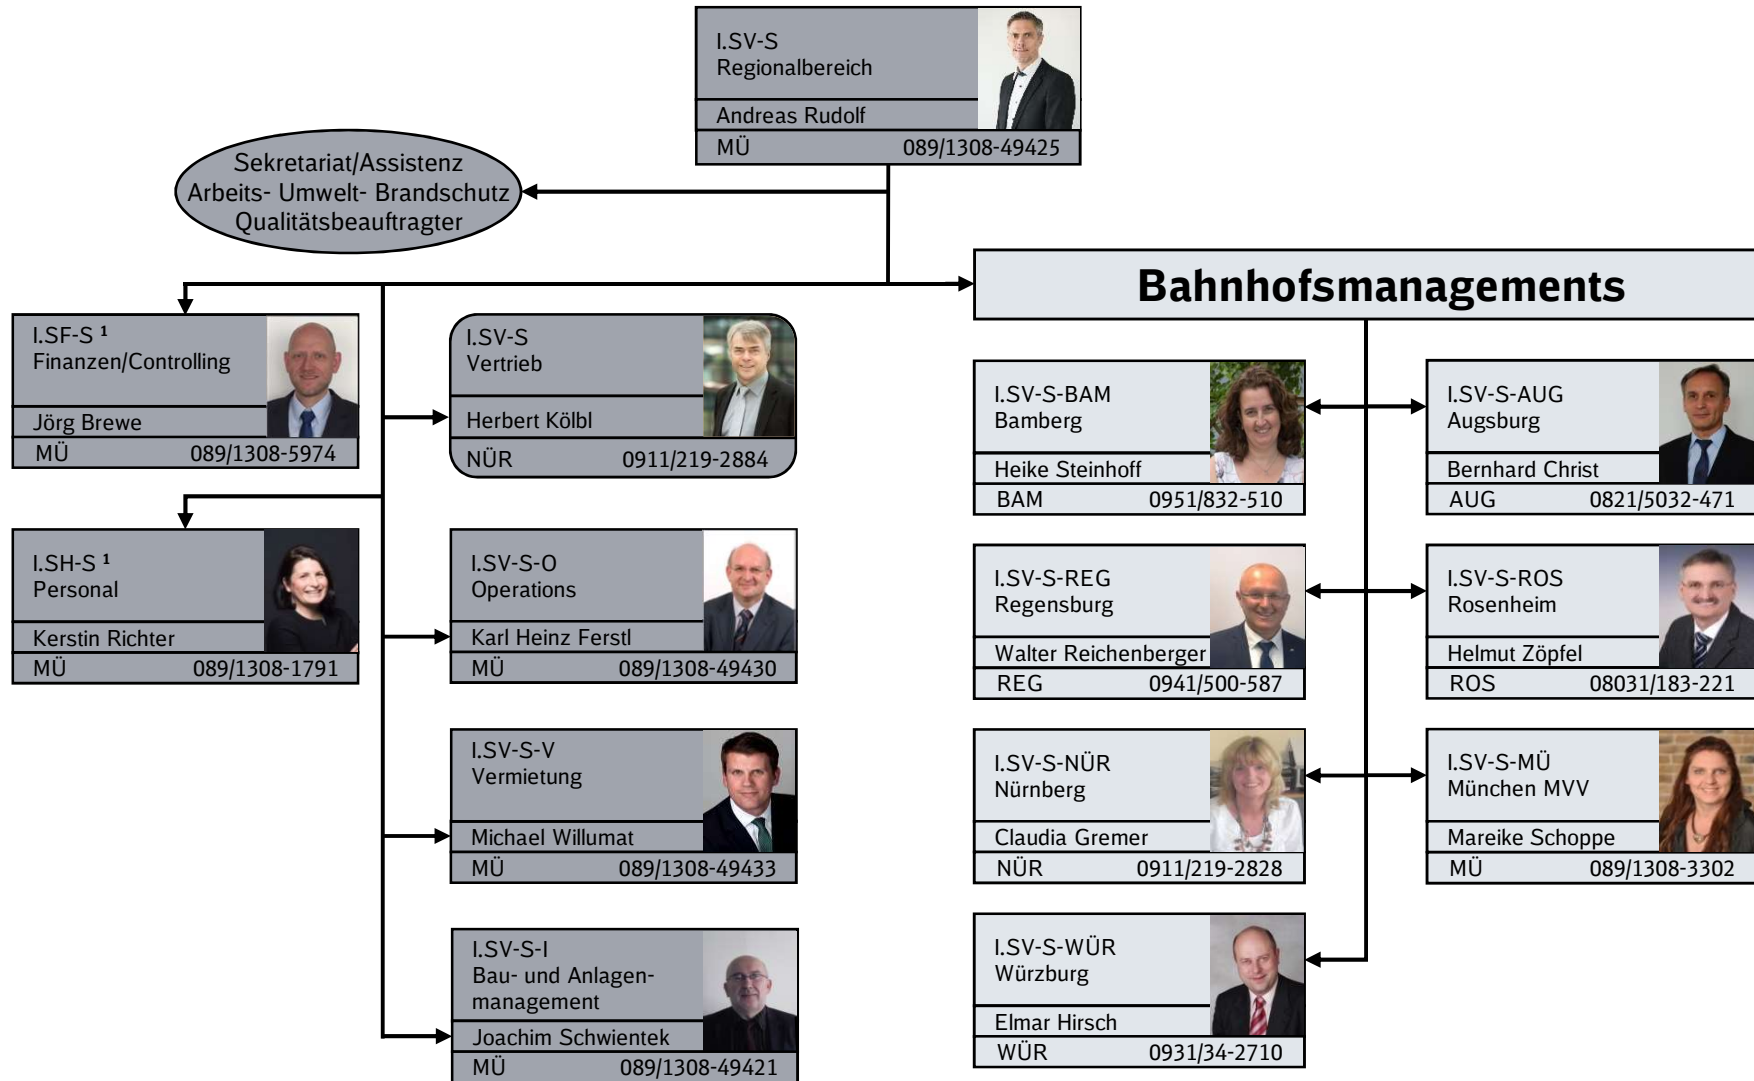 I.SV-S
Regionalbereich
Andreas Rudolf
MÜ 089/1308-49425
Sekretariat/Assistenz
Arbeits- Umwelt- Brandschutz
Qualitätsbeauftragter
Bahnhofsmanagements
I.SF-S ¹
Finanzen/Controlling
Jörg Brewe
MÜ 089/1308-5974
I.SV-S
Vertrieb
Herbert Kölbl
NÜR 0911/219-2884
I.SH-S ¹
Personal
Kerstin Richter
MÜ 089/1308-1791
I.SV-S-O
Operations
Karl Heinz Ferstl
MÜ 089/1308-49430
I.SV-S-V
Vermietung
Michael Willumat
MÜ 089/1308-49433
I.SV-S-I
Bau- und Anlagen-
management
Joachim Schwientek
MÜ 089/1308-49421
I.SV-S-BAM
Bamberg
Heike Steinhoff
BAM 0951/832-510
I.SV-S-AUG
Augsburg
Bernhard Christ
AUG 0821/5032-471
I.SV-S-REG
Regensburg
Walter Reichenberger
REG 0941/500-587
I.SV-S-ROS
Rosenheim
Helmut Zöpfel
ROS 08031/183-221
I.SV-S-NÜR
Nürnberg
Claudia Gremer
NÜR 0911/219-2828
I.SV-S-MÜ
München MVV
Mareike Schoppe
MÜ 089/1308-3302
I.SV-S-WÜR
Würzburg
Elmar Hirsch
WÜR 0931/34-2710